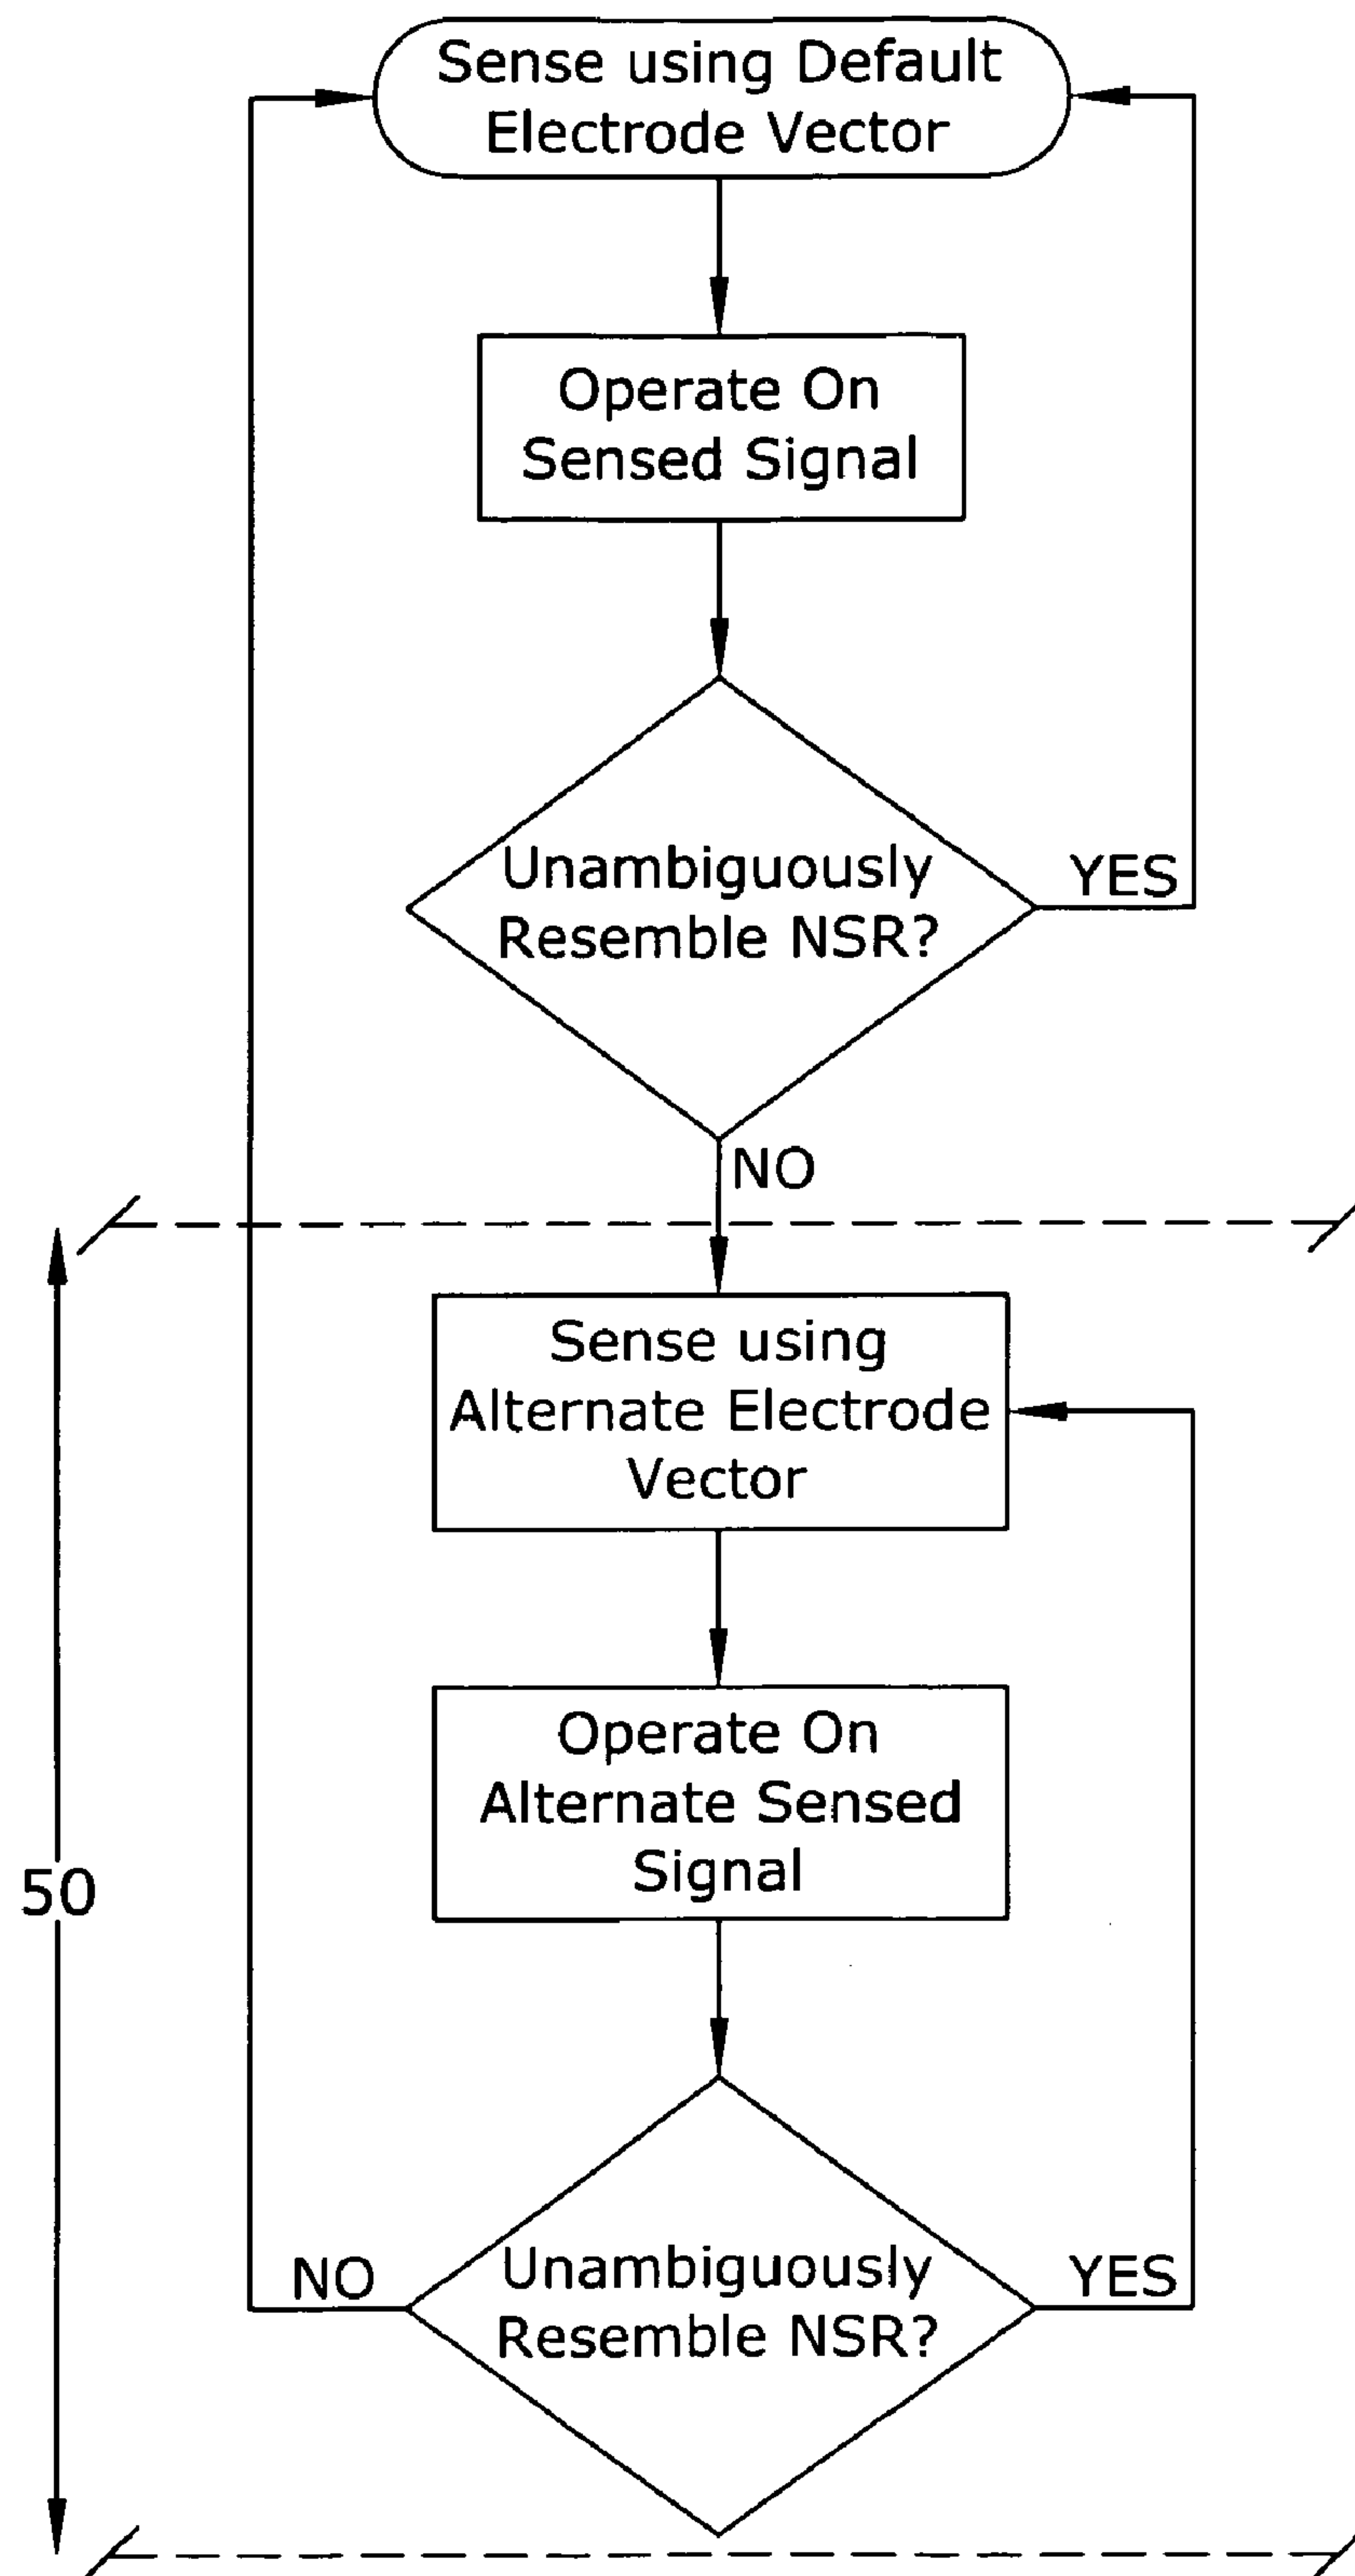 Sense using Default
Electrode Vector
Operate On
Sensed Signal
Unambiguously
Resemble NSR?
YES
NO
Sense using
Alternate Electrode
Vector
Operate On
Alternate Sensed
Signal
50
Unambiguously
Resemble NSR?
NO
YES